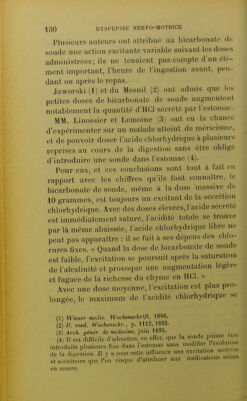 150 DYSPEPSIE NERVO-MOTRICE
Plusieurs auteurs ont attribué au bicarbonate de
soude une action excitante variable suivant les doses
administrées; ils ne tenaient pas compte d'un élé-
ment important, l'heure de l'ingestion avant, pen-
dant ou après le repas.
Jaworski (1) et du Mesnil (2) ont admis que les
petites doses de bicarbonate de soude augmentent
notablement la quantité d'HCl sécrété par l'estomac.
MM. Linossier et Lemoine (3) ont eu la chance
d'expérimenter sur un malade atteint de méricisme,
et de pouvoir doser l'acide chlorhydrique à plusieurs
reprises au cours de la digestion sans être obligé
d'introduire une sonde dans l'estomac (4).
Pour eux, et ces conclusions sont tout à fait en
rapport avec les chiffres qu'ils font connaître, le
bicarbonate de soude, même à la dose massive de
10 grammes, est toujours un excitant de la sécrétion
chlorhydrique. Avec des doses élevées, l'acide sécrété
est immédiatement saturé, l'acidité totale se trouve
par là même abaissée, l'acide chlorhydrique libre ne
peut pas apparaître : il se fait à ses dépens des chlo-
rures fixes. « Quand la dose de bicarbonate de soude
est faible, l'excitation se poursuit après la saturation
de l'alcalinité et provoque une augmentation légère
et fugace de la richesse du chyme en HCl. »
Avec une dose moyenne, l'excitation est plus pro-
longée, le maximum de l'acidité chlorhydrique se
(1) Wiener medic. Wochenschrift, 1888.
(2) D. med. Wochenschr., p. 1112, 1892.
(3) Arch. génér. de médecine, juin 1893.
(4) Il est difficile d'admettre, en effet, que la sonde puisse être
introduite plusieurs fois dans l'estomac sans modifier l'évolution
de la digestion. Il y a sous cette influence une excitation motrice
et sécrétoire que l'on risque d'attribuer aux médications mises
en œuvre.